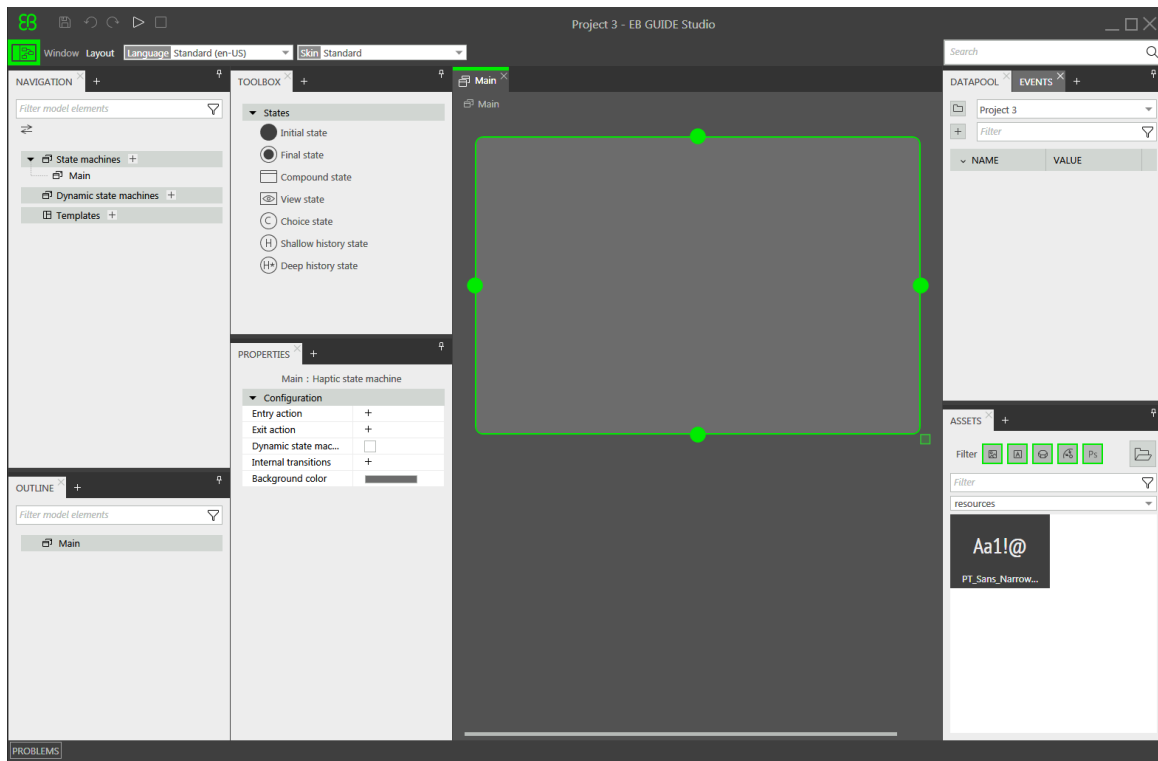 Project 3 - EB GUIDE Studio
Window Layout Language Standard (en-US) Skin Standard
Search
NAVIGATION
Filter model elements
State machines
Main
Dynamic state machines
Templates
OUTLINE
Filter model elements
Main
TOOLBOX
States
Initial state
Final state
Compound state
View state
C Choice state
H Shallow history state
H* Deep history state
PROPERTIES
Main : Haptic state machine
Configuration
Entry action +
Exit action +
Dynamic state mac...
Internal transitions +
Background color
Main
Main
DATAPOOL EVENTS
Project 3
Filter
NAME VALUE
ASSETS
Filter A Ps
Filter
resources
Aa1!@
PT_Sans_Narrow...
PROBLEMS